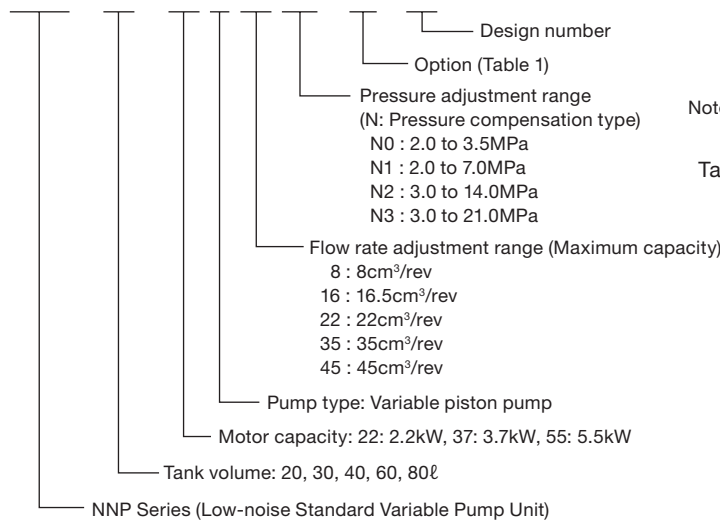 Design number
Option (Table 1)
Pressure adjustment range
(N: Pressure compensation type)
N0 : 2.0 to 3.5MPa
N1 : 2.0 to 7.0MPa
N2 : 3.0 to 14.0MPa
N3 : 3.0 to 21.0MPa
Note
Ta
Flow rate adjustment range (Maximum capacity)
8 : 8cm³/rev
16 : 16.5cm³/rev
22 : 22cm³/rev
35 : 35cm³/rev
45 : 45cm³/rev
Pump type: Variable piston pump
Motor capacity: 22: 2.2kW, 37: 3.7kW, 55: 5.5kW
Tank volume: 20, 30, 40, 60, 80ℓ
NNP Series (Low-noise Standard Variable Pump Unit)